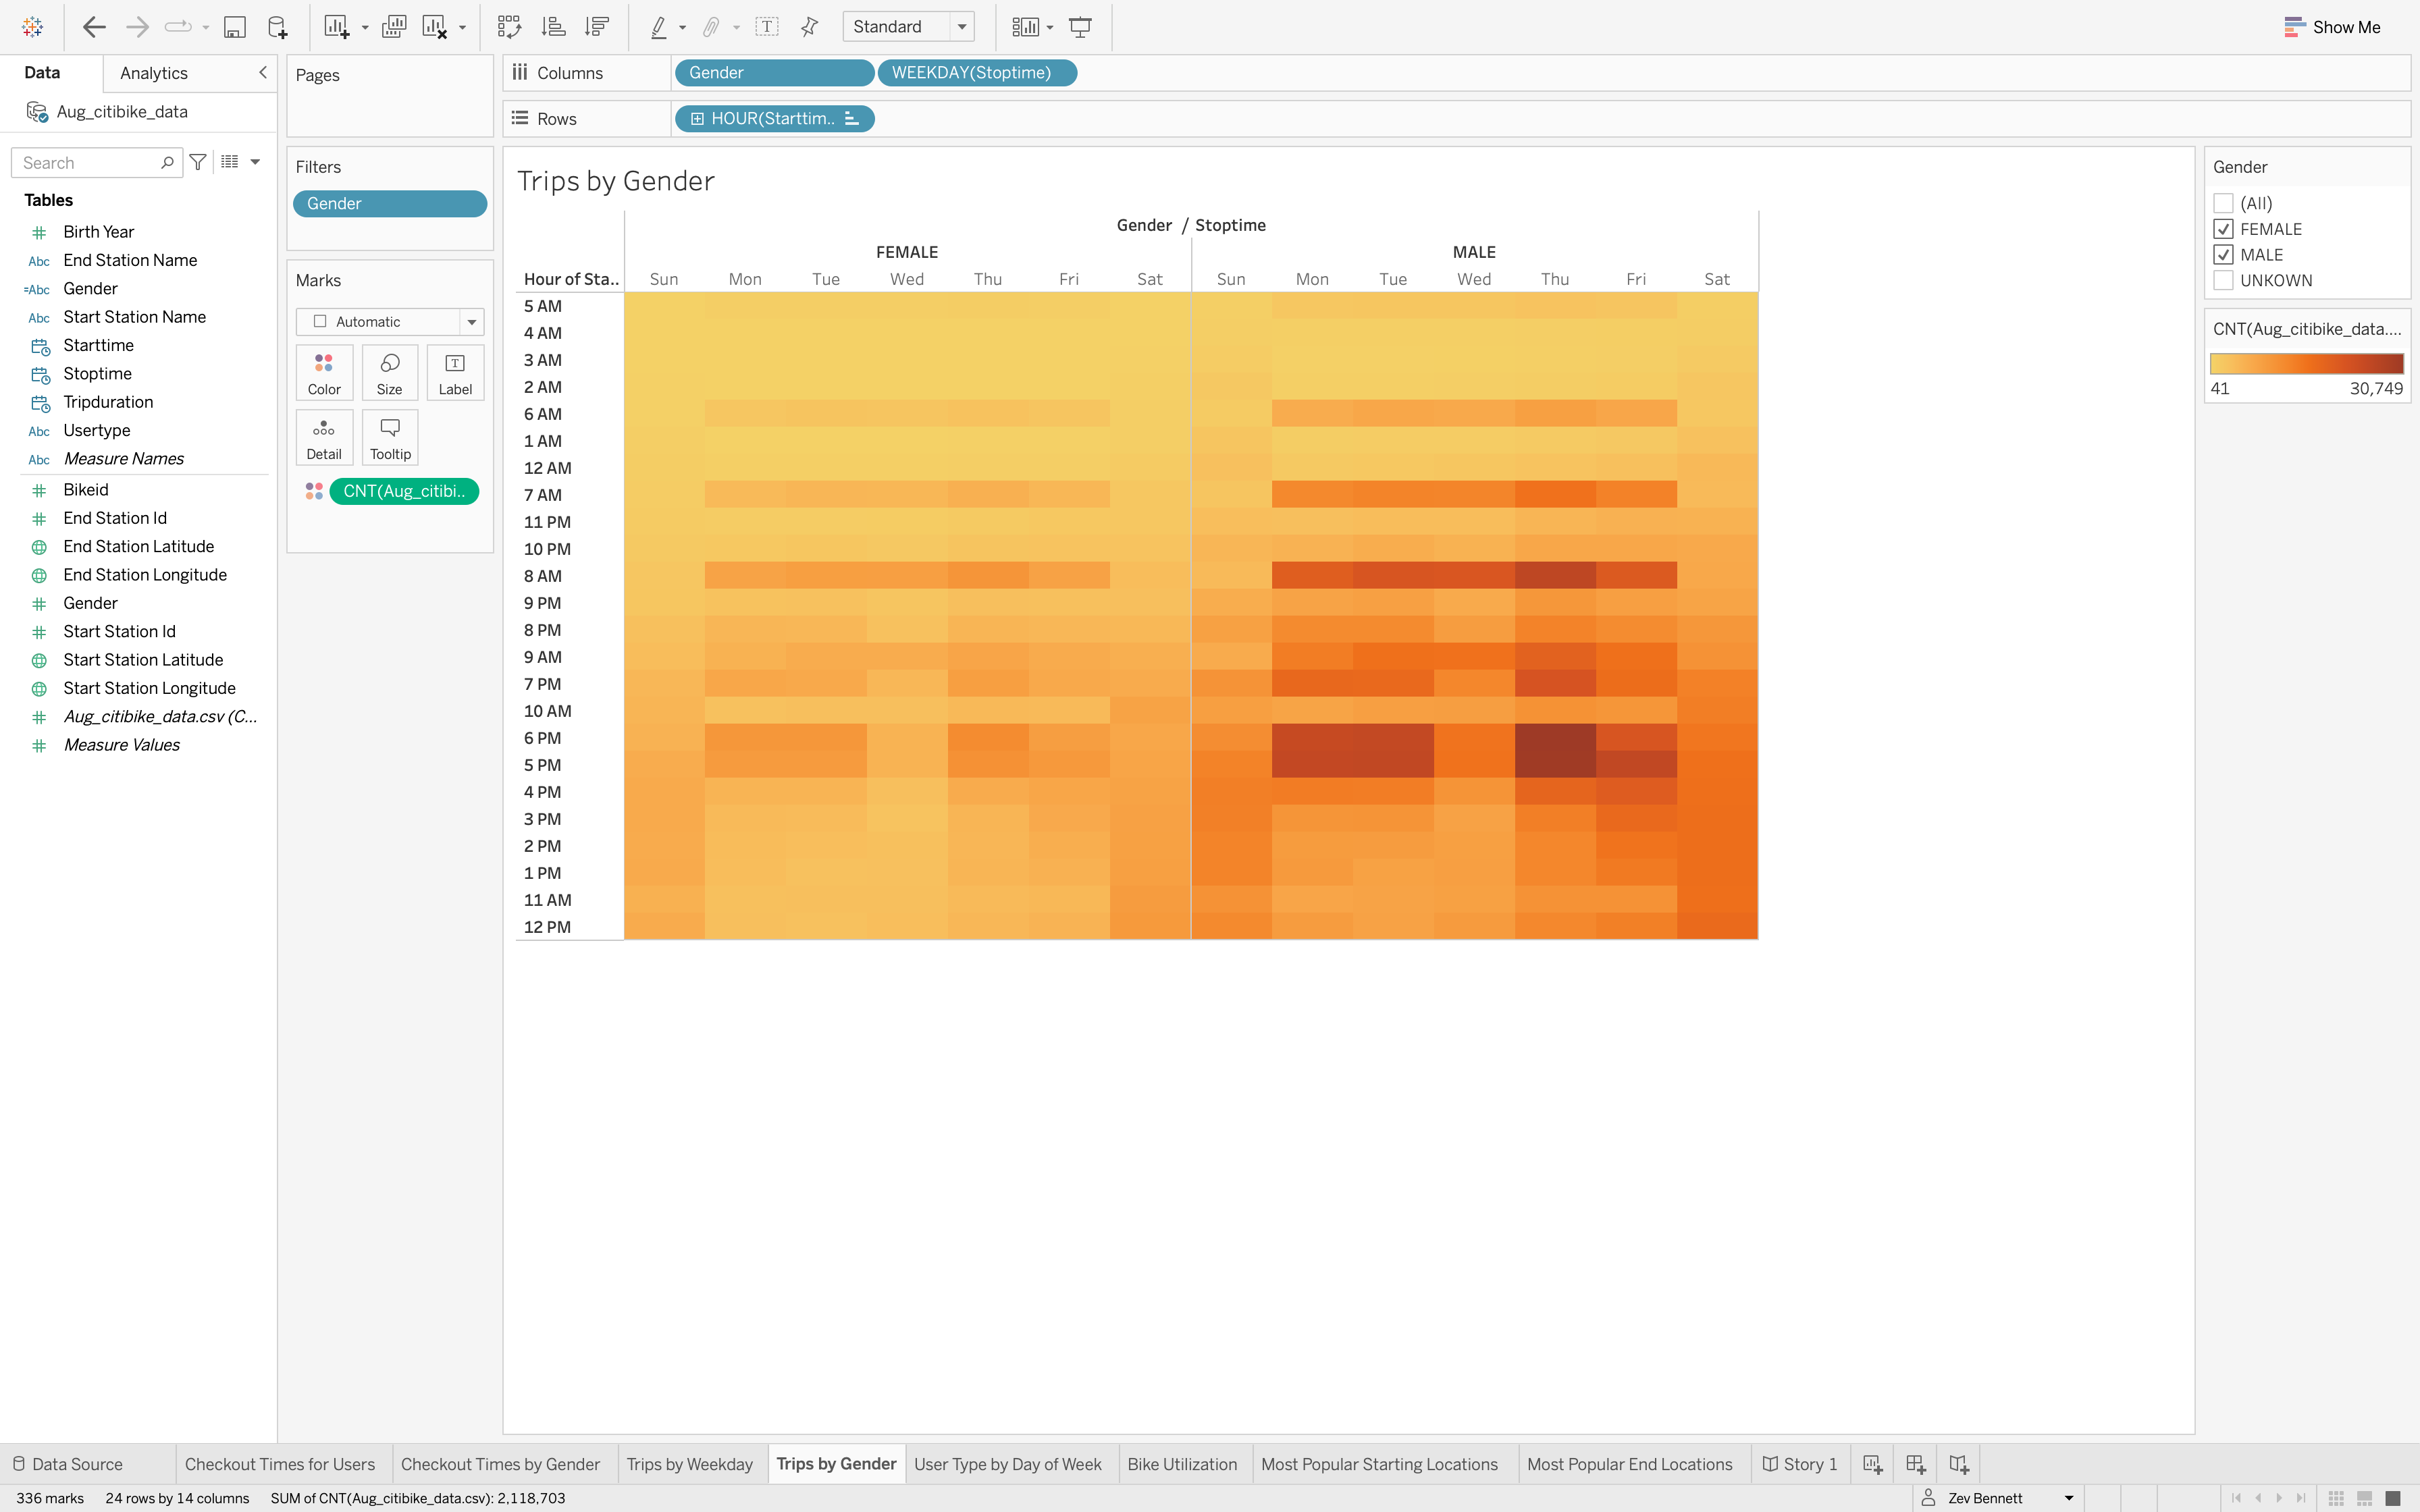 Standard
Show Me
Data
Analytics
Aug_citibike_data
Search
Tables
# Birth Year
Abc End Station Name
=Abc Gender
Abc Start Station Name
Starttime
Stoptime
Tripduration
Abc Usertype
Abc Measure Names
# Bikeid
# End Station Id
End Station Latitude
End Station Longitude
# Gender
# Start Station Id
Start Station Latitude
Start Station Longitude
# Aug_citibike_data.csv (C...
# Measure Values
Pages
Filters
Gender
Marks
Automatic
Color Size Label
Detail Tooltip
CNT(Aug_citibi..
Columns Gender WEEKDAY(Stoptime)
Rows HOUR(Starttim..
Trips by Gender
Gender / Stoptime
FEMALE MALE
Hour of Sta.. Sun Mon Tue Wed Thu Fri Sat Sun Mon Tue Wed Thu Fri Sat
5 AM
4 AM
3 AM
2 AM
6 AM
1 AM
12 AM
7 AM
11 PM
10 PM
8 AM
9 PM
8 PM
9 AM
7 PM
10 AM
6 PM
5 PM
4 PM
3 PM
2 PM
1 PM
11 AM
12 PM
Gender
(All)
FEMALE
MALE
UNKOWN
CNT(Aug_citibike_data....
41 30,749
Data Source Checkout Times for Users Checkout Times by Gender Trips by Weekday Trips by Gender User Type by Day of Week Bike Utilization Most Popular Starting Locations Most Popular End Locations Story 1
336 marks 24 rows by 14 columns SUM of CNT(Aug_citibike_data.csv): 2,118,703 Zev Bennett